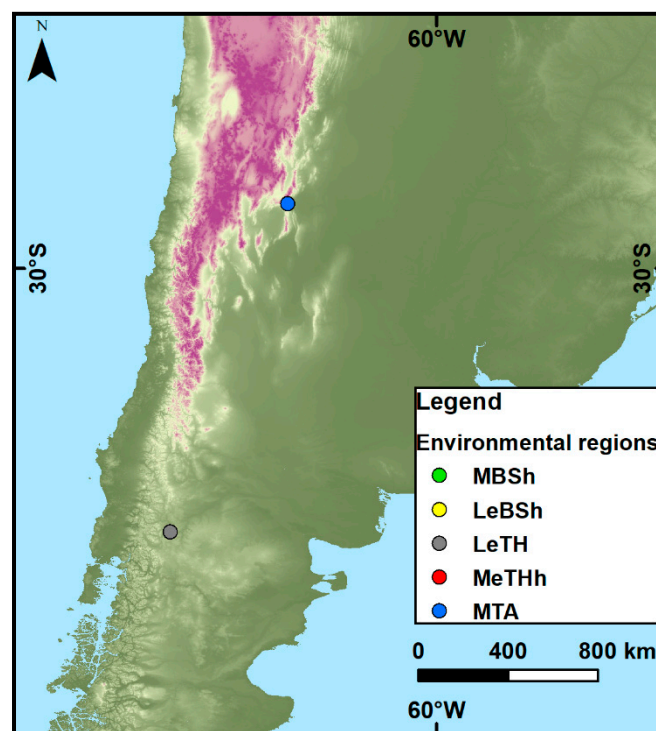 N
60°W
30°S
30°S
Legend
Environmental regions
MBSh
LeBSh
LeTH
MeTHh
MTA
0 400 800 km
60°W